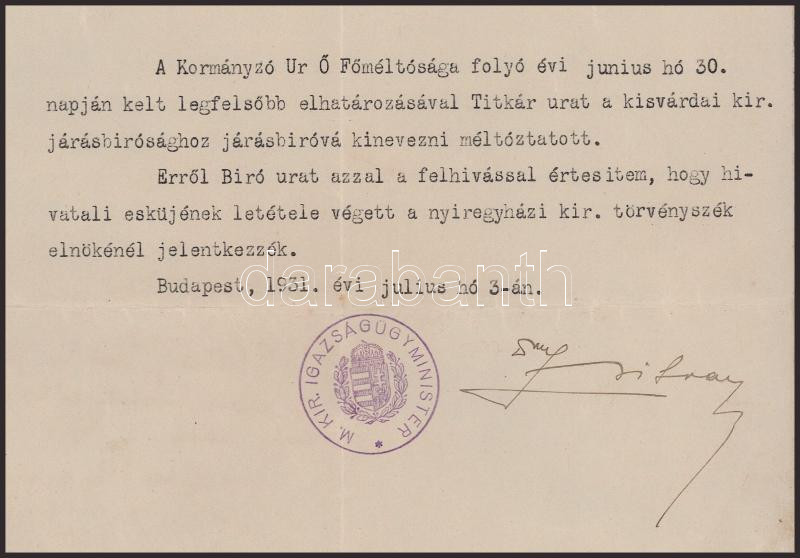 A Kormányzó Ur Ő Főméltósága folyó évi junius hó 30.
napján kelt legfelsőbb elhatározásával Titkár urat a kisvárdai kir.
járásbirósághoz járásbiróvá kinevezni méltóztatott.
Erről Biró urat azzal a felhivással értesitem, hogy hi-
vatali esküjének letétele végett a nyiregyházi kir. törvényszék
elnökénél jelentkezzék.
darabanth
Budapest, 1931. évi julius hó 3-án.
M. KIR. IGAZSÁGÜGYMINISTER *